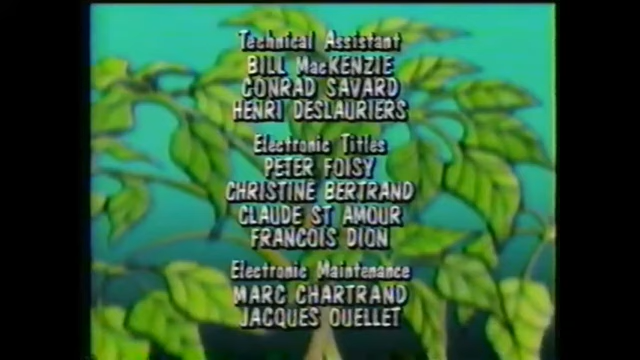 Technical Assistant
BILL MacKENZIE
CONRAD SAVARD
HENRI DESLAURIERS
Electronic Titles
PETER FOISY
CHRISTINE BERTRAND
CLAUDE ST AMOUR
FRANCOIS DION
Electronic Maintenance
MARC CHARTRAND
JACQUES OUELLET